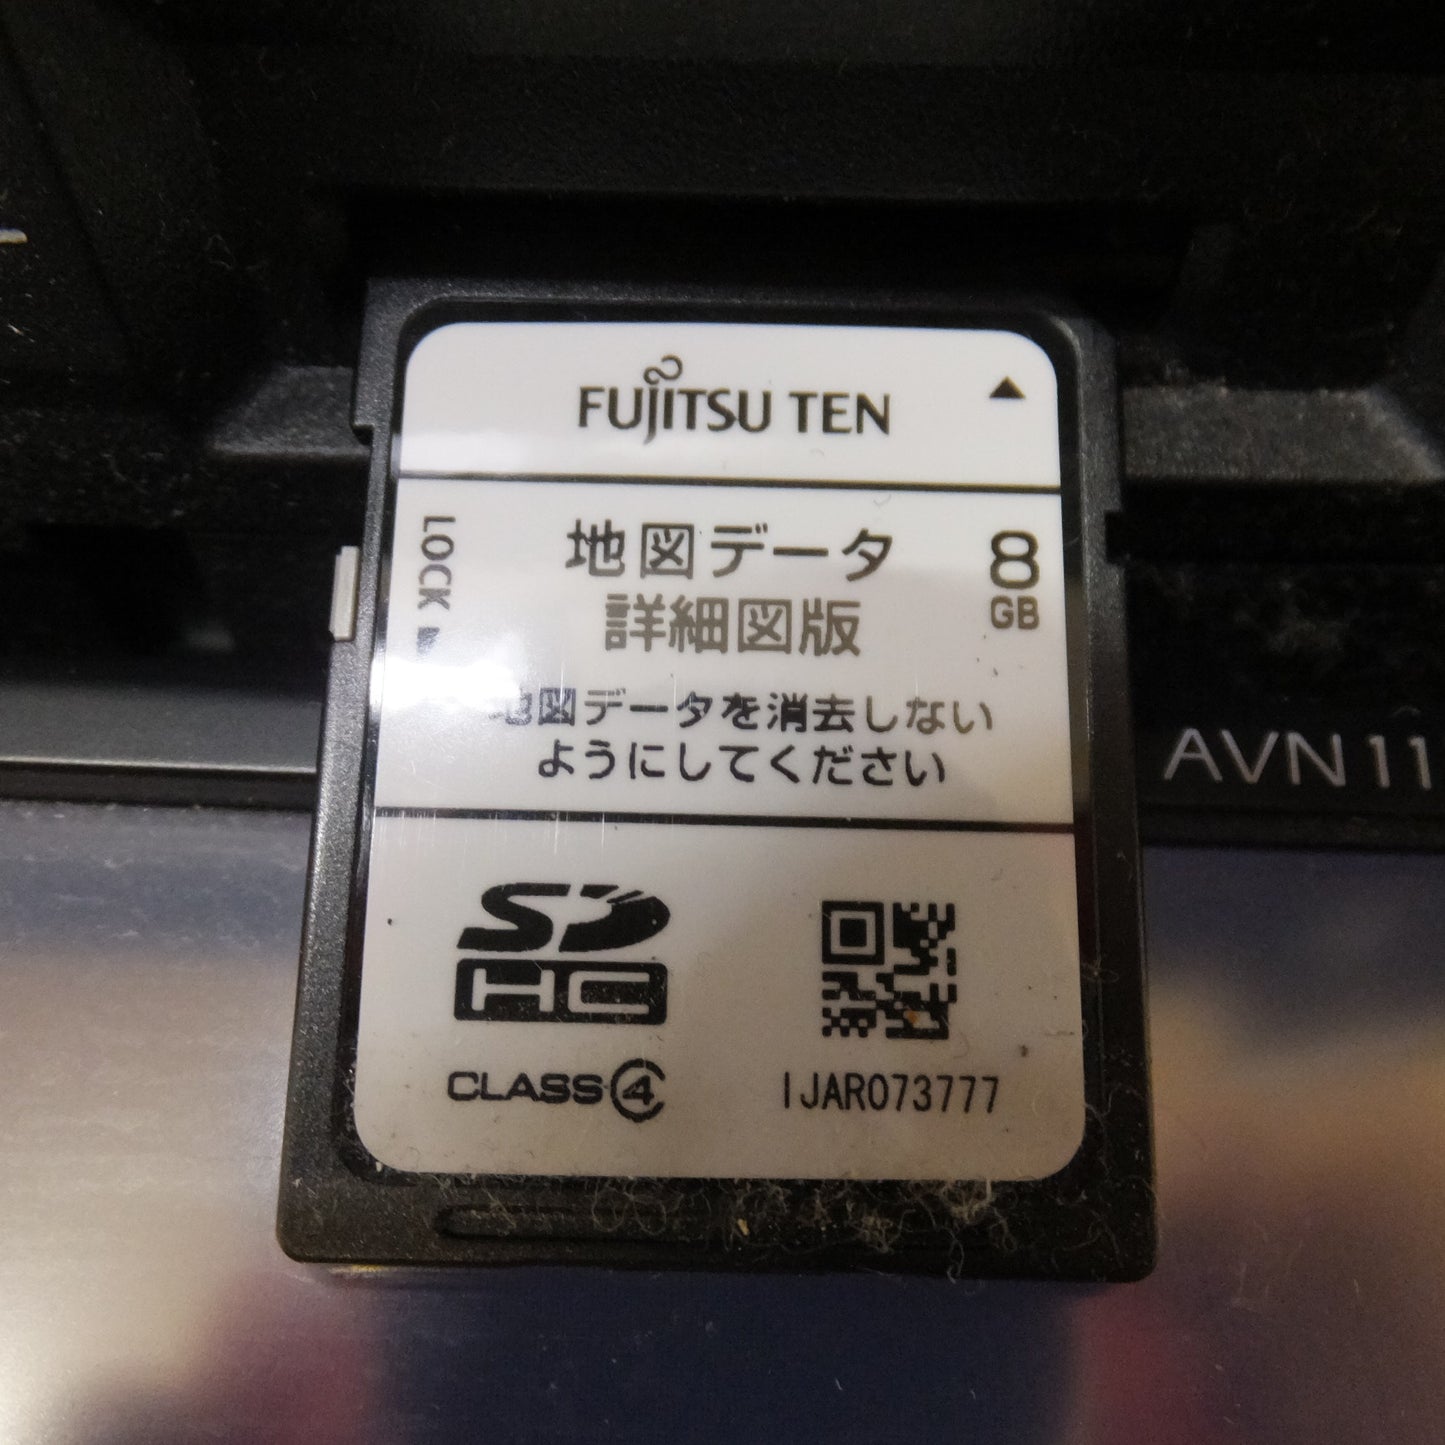 FUJITSU TEN
LOCK
地図データ
8
GB
詳細図版
地図データを消去しない
ようにしてください
AVN11
SD
HC
CLASS4
IJAR073777